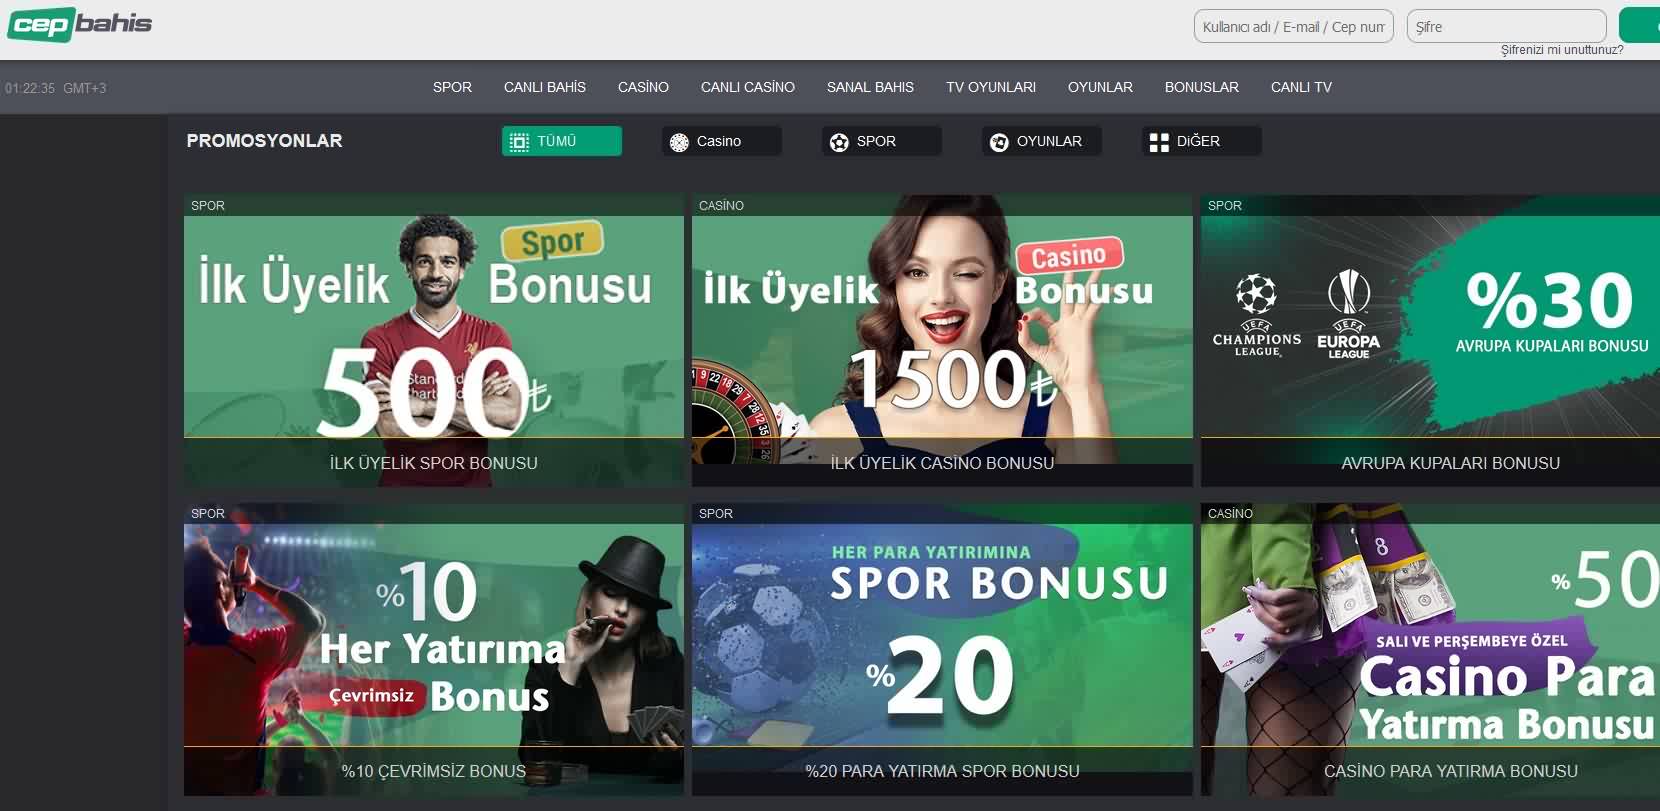 cepbahis
Kullanıcı adı / E-mail / Cep num
Şifre
Şifrenizi mi unuttunuz?
01:22:35 GMT+3
SPOR
CANLI BAHİS
CASİNO
CANLI CASİNO
SANAL BAHIS
TV OYUNLARI
OYUNLAR
BONUSLAR
CANLI TV
PROMOSYONLAR
TÜMÜ
Casino
SPOR
OYUNLAR
DiĞER
SPOR
Spor
İlk Üyelik Bonusu
500₺
İLK ÜYELİK SPOR BONUSU
CASİNO
Casino
İlk Üyelik Bonusu
1500₺
İLK ÜYELİK CASİNO BONUSU
SPOR
UEFA
CHAMPIONS
LEAGUE
UEFA
EUROPA
LEAGUE
%30
AVRUPA KUPALARI BONUSU
AVRUPA KUPALARI BONUSU
SPOR
%10
Her Yatırıma
Çevrimsiz Bonus
%10 ÇEVRİMSİZ BONUS
SPOR
HER PARA YATIRIMINA
SPOR BONUSU
%20
%20 PARA YATIRMA SPOR BONUSU
CASİNO
%50
SALI VE PERŞEMBEYE ÖZEL
Casino Para
Yatırma Bonusu
CASİNO PARA YATIRMA BONUSU